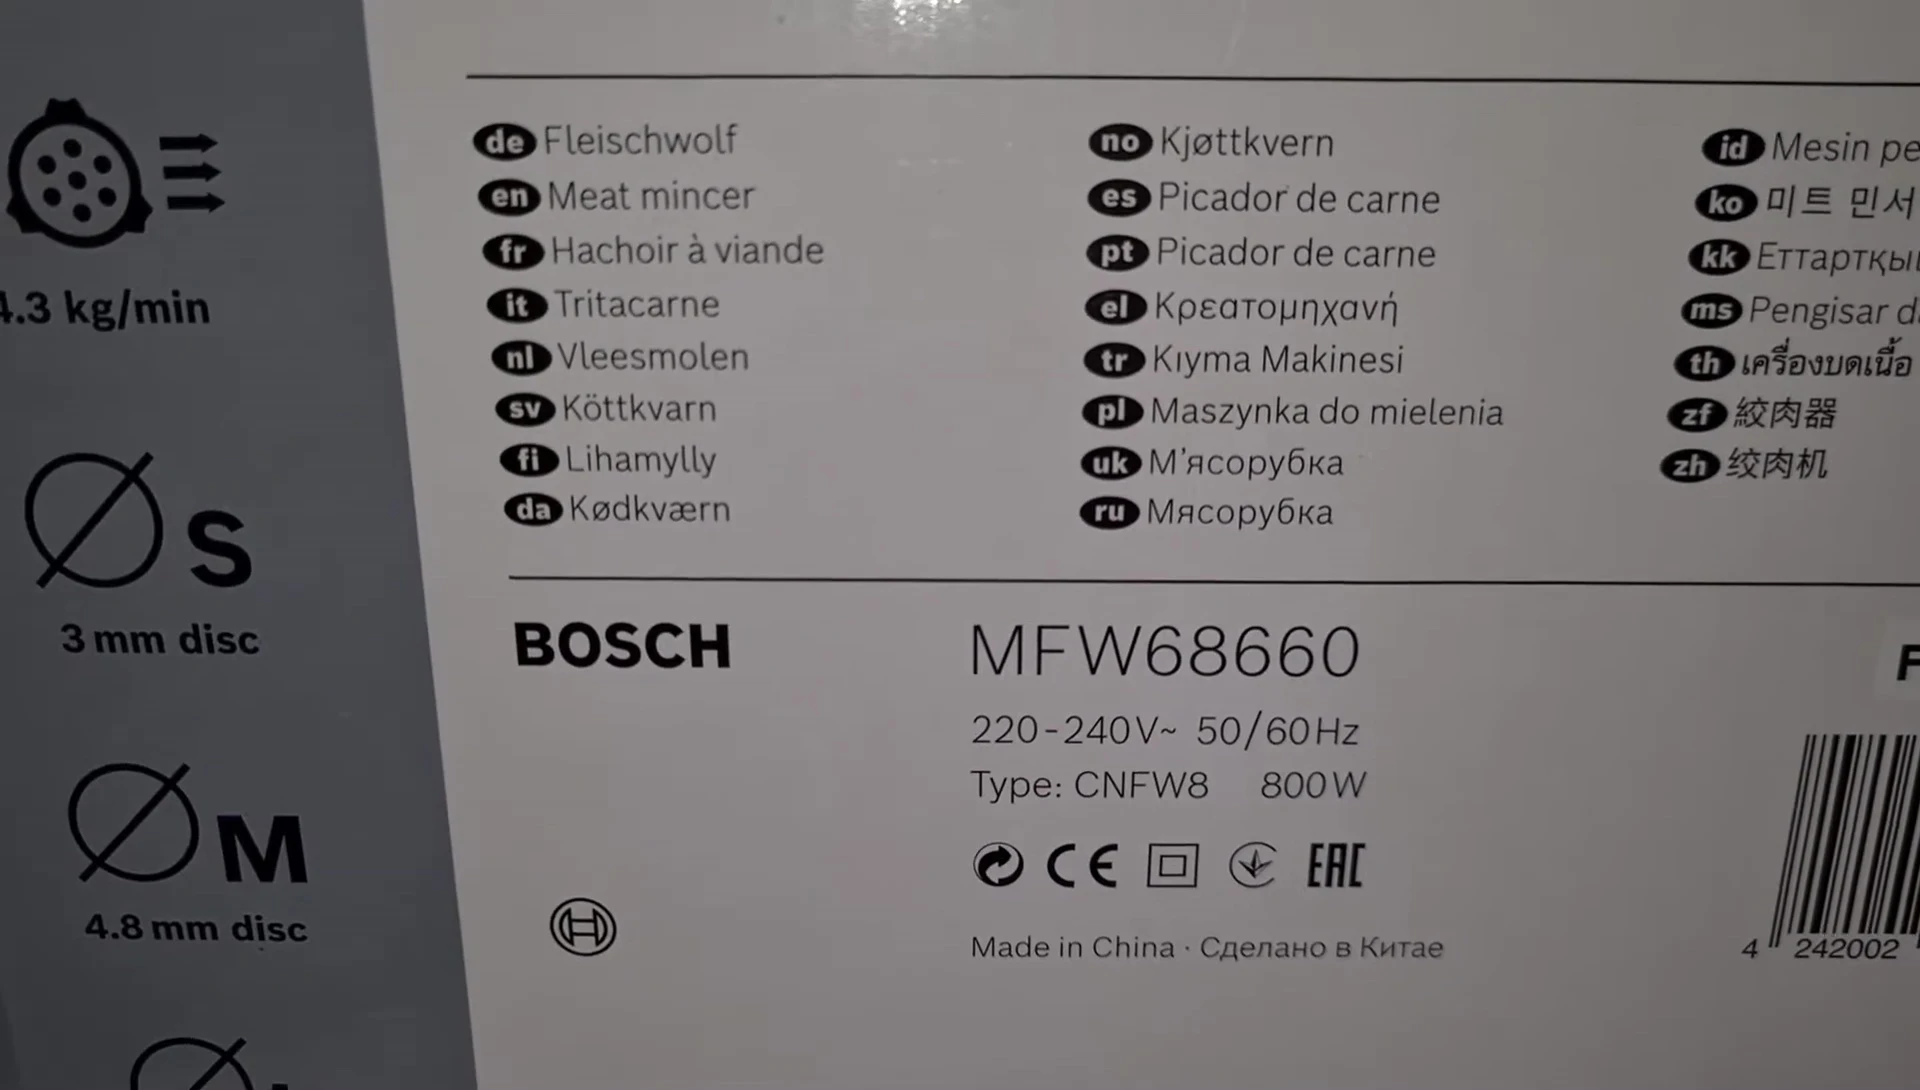 4.3 kg/min
S
3 mm disc
M
4.8 mm disc
de Fleischwolf
en Meat mincer
fr Hachoir à viande
it Tritacarne
nl Vleesmolen
sv Köttkvarn
fi Lihamylly
da Kødkværn
no Kjøttkvern
es Picador de carne
pt Picador de carne
el Κρεατομηχανή
tr Kıyma Makinesi
pl Maszynka do mielenia
uk М’ясорубка
ru Мясорубка
id Mesin
ko 미트 민서
kk
ms Pengisar
th เครื่องบดเนื้อ
zf 絞肉器
zh 绞肉机
BOSCH
MFW68660
220-240V~ 50/60Hz
Type: CNFW8 800W
CE EAC
Made in China · Сделано в Китае
4 242002